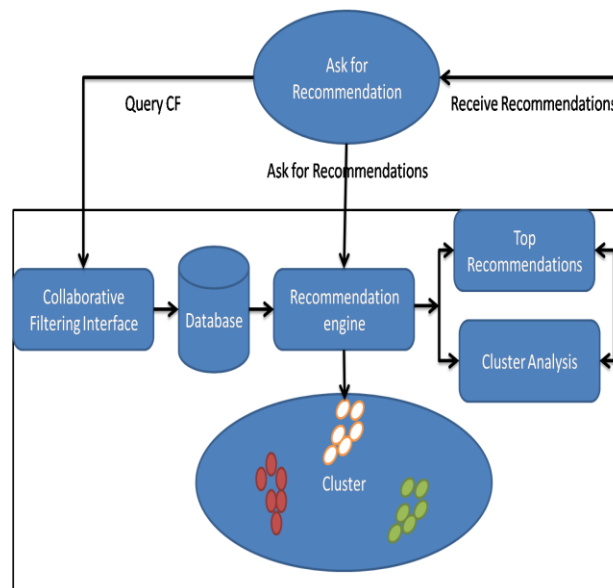 Ask for
Recommendation
Query CF
Receive Recommendations
Ask for Recommendations
Top
Recommendations
Collaborative
Filtering Interface
Database
Recommendation
engine
Cluster Analysis
Cluster